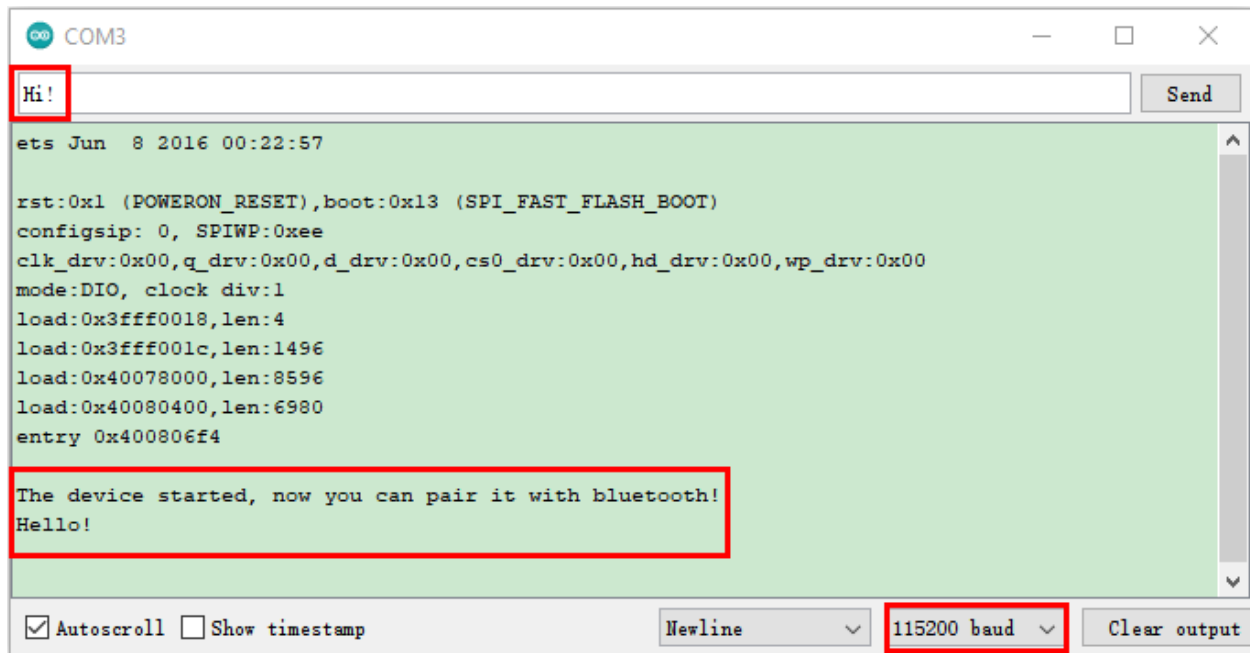 COM3
Hi!
Send
ets Jun  8 2016 00:22:57
rst:0x1 (POWERON_RESET),boot:0x13 (SPI_FAST_FLASH_BOOT)
configsip: 0, SPIWP:0xee
clk_drv:0x00,q_drv:0x00,d_drv:0x00,cs0_drv:0x00,hd_drv:0x00,wp_drv:0x00
mode:DIO, clock div:1
load:0x3fff0018,len:4
load:0x3fff001c,len:1496
load:0x40078000,len:8596
load:0x40080400,len:6980
entry 0x400806f4
The device started, now you can pair it with bluetooth!
Hello!
Autoscroll Show timestamp Newline 115200 baud Clear output